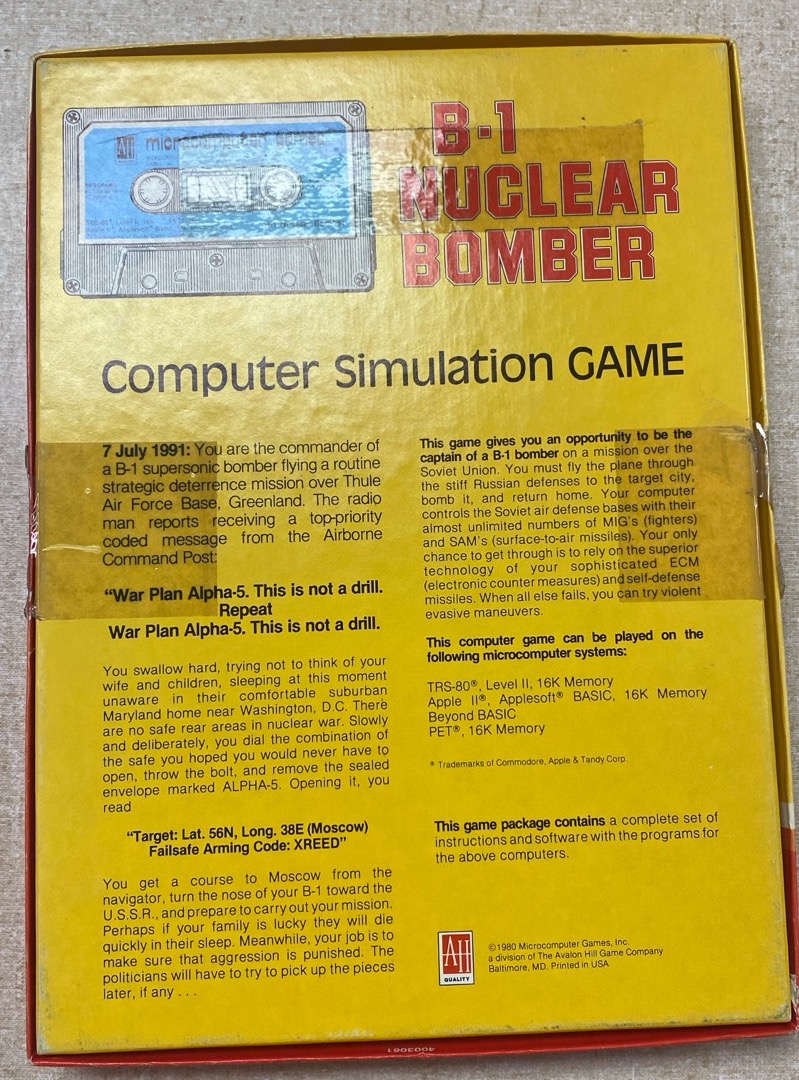 AH microcomputer games
TRS-80® Level II
B-1
NUCLEAR
BOMBER
Computer Simulation GAME
7 July 1991: You are the commander of
a B-1 supersonic bomber flying a routine
strategic deterrence mission over Thule
Air Force Base, Greenland. The radio
man reports receiving a top-priority
coded message from the Airborne
Command Post:
“War Plan Alpha-5. This is not a drill.
Repeat
War Plan Alpha-5. This is not a drill.
You swallow hard, trying not to think of your
wife and children, sleeping at this moment
unaware in their comfortable suburban
Maryland home near Washington, D.C. There
are no safe rear areas in nuclear war. Slowly
and deliberately, you dial the combination of
the safe you hoped you would never have to
open, throw the bolt, and remove the sealed
envelope marked ALPHA-5. Opening it, you
read
“Target: Lat. 56N, Long. 38E (Moscow)
Failsafe Arming Code: XREED”
You get a course to Moscow from the
navigator, turn the nose of your B-1 toward the
U.S.S.R., and prepare to carry out your mission.
Perhaps if your family is lucky they will die
quickly in their sleep. Meanwhile, your job is to
make sure that aggression is punished. The
politicians will have to try to pick up the pieces
later, if any . . .
This game gives you an opportunity to be the
captain of a B-1 bomber on a mission over the
Soviet Union. You must fly the plane through
the stiff Russian defenses to the target city,
bomb it, and return home. Your computer
controls the Soviet air defense bases with their
almost unlimited numbers of MIG's (fighters)
and SAM's (surface-to-air missiles). Your only
chance to get through is to rely on the superior
technology of your sophisticated ECM
(electronic counter measures) and self-defense
missiles. When all else fails, you can try violent
evasive maneuvers.
This computer game can be played on the
following microcomputer systems:
TRS-80®, Level II, 16K Memory
Apple II®, Applesoft® BASIC, 16K Memory
Beyond BASIC
PET®, 16K Memory
® Trademarks of Commodore, Apple & Tandy Corp.
This game package contains a complete set of
instructions and software with the programs for
the above computers.
AH
QUALITY
©1980 Microcomputer Games, Inc.
a division of The Avalon Hill Game Company
Baltimore, MD. Printed in USA
4003061